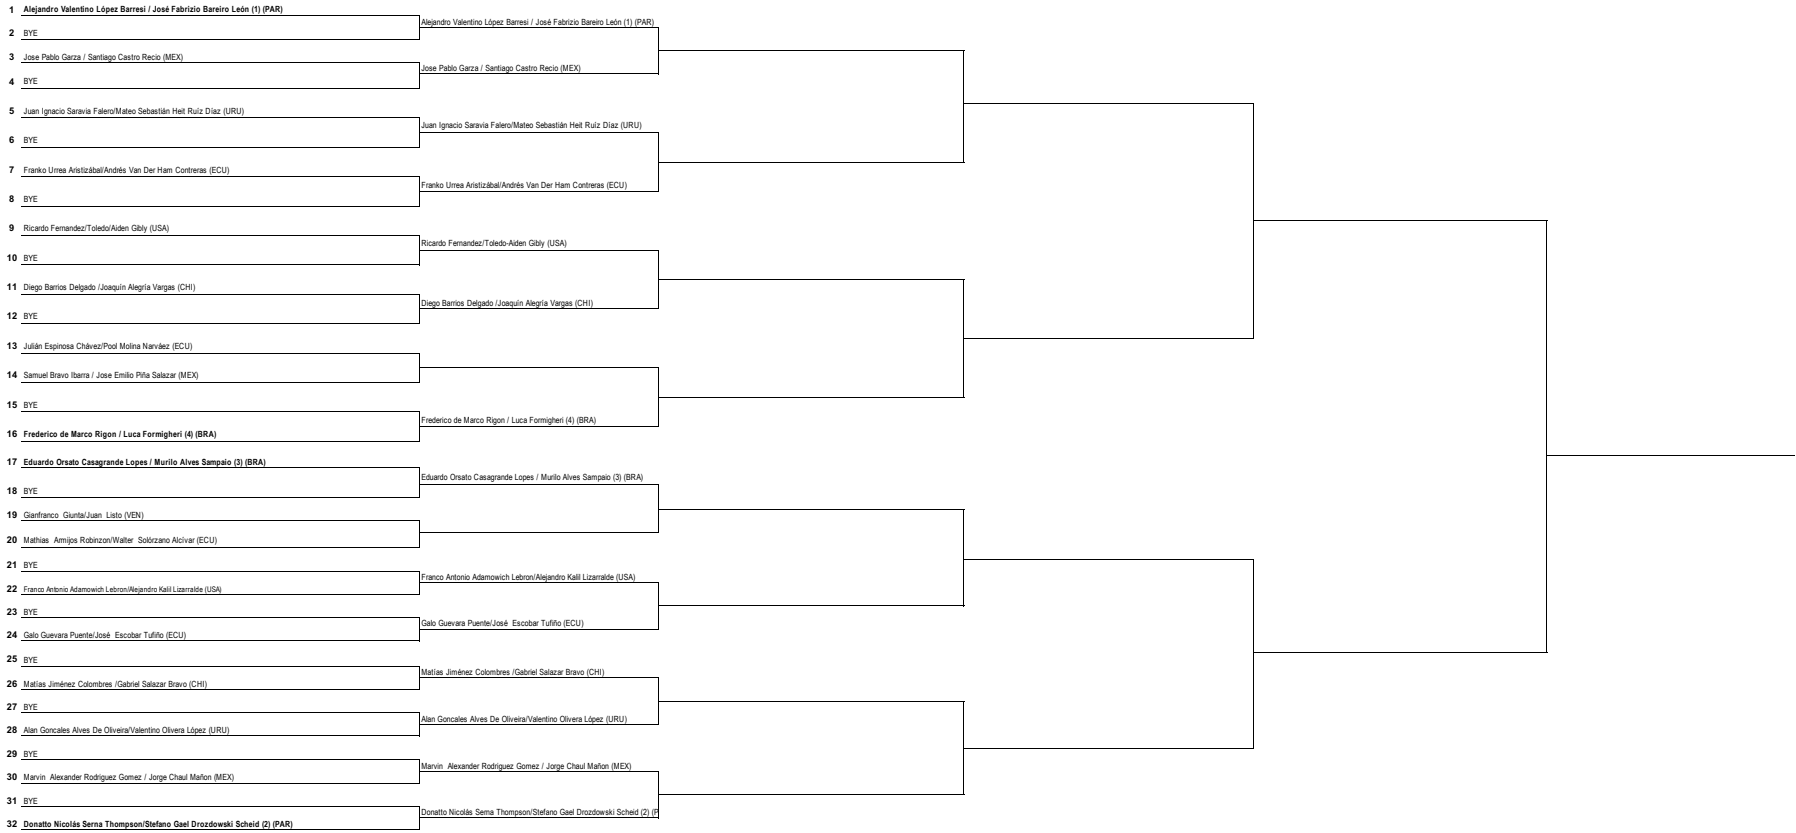 1 Alejandro Valentino López Barresi / José Fabrizio Bareiro León (1) (PAR)
Alejandro Valentino López Barresi / José Fabrizio Bareiro León (1) (PAR)
2 BYE
3 Jose Pablo Garza / Santiago Castro Recio (MEX)
Jose Pablo Garza / Santiago Castro Recio (MEX)
4 BYE
5 Juan Ignacio Saravia Falero/Mateo Sebastián Heit Ruíz Díaz (URU)
Juan Ignacio Saravia Falero/Mateo Sebastián Heit Ruíz Díaz (URU)
6 BYE
7 Franko Urrea Aristizábal/Andrés Van Der Ham Contreras (ECU)
Franko Urrea Aristizábal/Andrés Van Der Ham Contreras (ECU)
8 BYE
9 Ricardo Fernandez/Toledo/Aiden Gibly (USA)
Ricardo Fernandez/Toledo-Aiden Gibly (USA)
10 BYE
11 Diego Barrios Delgado /Joaquín Alegría Vargas (CHI)
Diego Barrios Delgado /Joaquín Alegría Vargas (CHI)
12 BYE
13 Julián Espinosa Chávez/Pool Molina Narváez (ECU)
14 Samuel Bravo Ibarra / Jose Emilio Piña Salazar (MEX)
15 BYE
Frederico de Marco Rigon / Luca Formigheri (4) (BRA)
16 Frederico de Marco Rigon / Luca Formigheri (4) (BRA)
17 Eduardo Orsato Casagrande Lopes / Murilo Alves Sampaio (3) (BRA)
Eduardo Orsato Casagrande Lopes / Murilo Alves Sampaio (3) (BRA)
18 BYE
19 Gianfranco Giunta/Juan Listo (VEN)
20 Mathias Armijos Robinzon/Walter Solórzano Alcívar (ECU)
21 BYE
Franco Antonio Adamowich Lebron/Alejandro Kalil Lizarralde (USA)
22 Franco Antonio Adamowich Lebron/Alejandro Kalil Lizarralde (USA)
23 BYE
Galo Guevara Puente/José Escobar Tufiño (ECU)
24 Galo Guevara Puente/José Escobar Tufiño (ECU)
25 BYE
Matías Jiménez Colombres /Gabriel Salazar Bravo (CHI)
26 Matías Jiménez Colombres /Gabriel Salazar Bravo (CHI)
27 BYE
Alan Goncales Alves De Oliveira/Valentino Olivera López (URU)
28 Alan Goncales Alves De Oliveira/Valentino Olivera López (URU)
29 BYE
Marvin Alexander Rodriguez Gomez / Jorge Chaul Mañon (MEX)
30 Marvin Alexander Rodriguez Gomez / Jorge Chaul Mañon (MEX)
31 BYE
Donatto Nicolás Serna Thompson/Stefano Gael Drozdowski Scheid (2) (P
32 Donatto Nicolás Serna Thompson/Stefano Gael Drozdowski Scheid (2) (PAR)